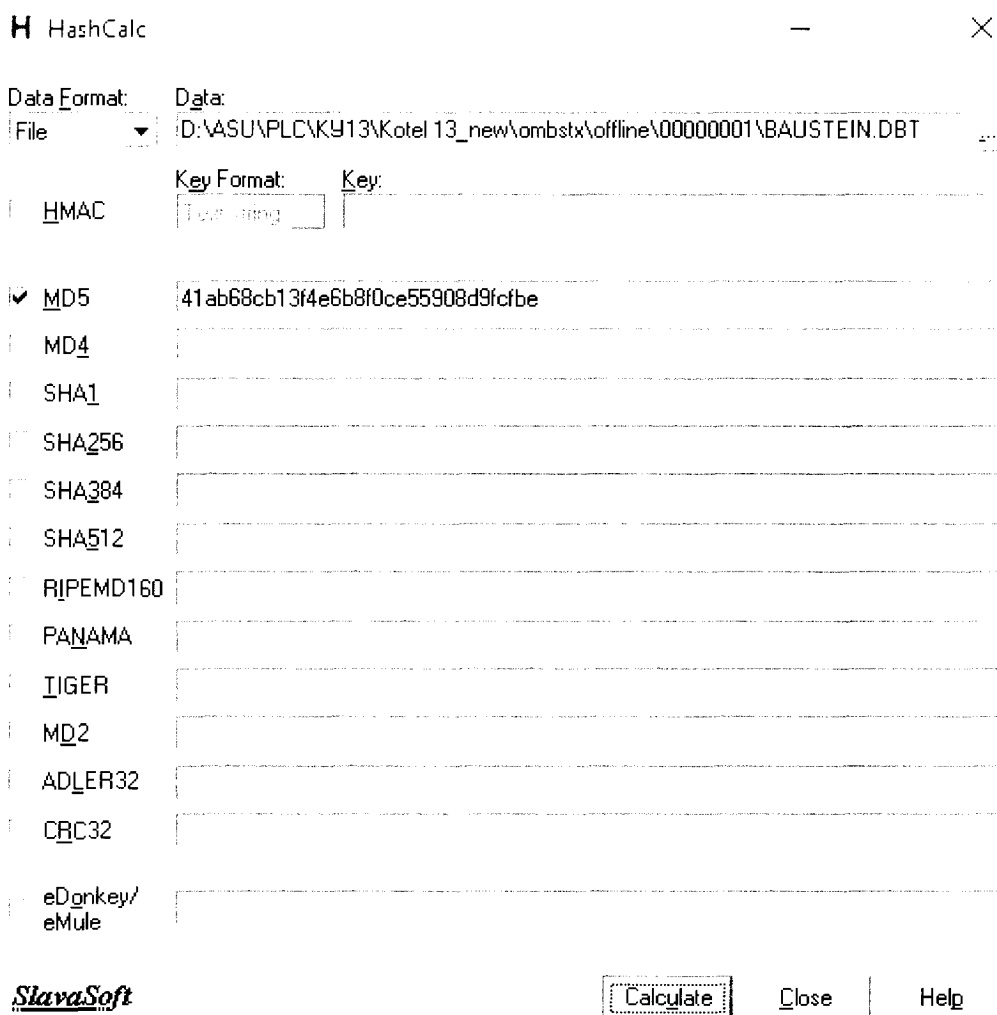 H HashCalc
Data Format: Data:
File D:\ASU\PLC\КУ13\Kotel 13_new\ombstx\offline\00000001\BAUSTEIN.DBT ...
Key Format: Key:
HMAC
MD5 41ab68cb13f4e6b8f0ce55908d9fcfbe
MD4
SHA1
SHA256
SHA384
SHA512
RIPEMD160
PANAMA
TIGER
MD2
ADLER32
CRC32
eDonkey/
eMule
SlavaSoft Calculate Close Help